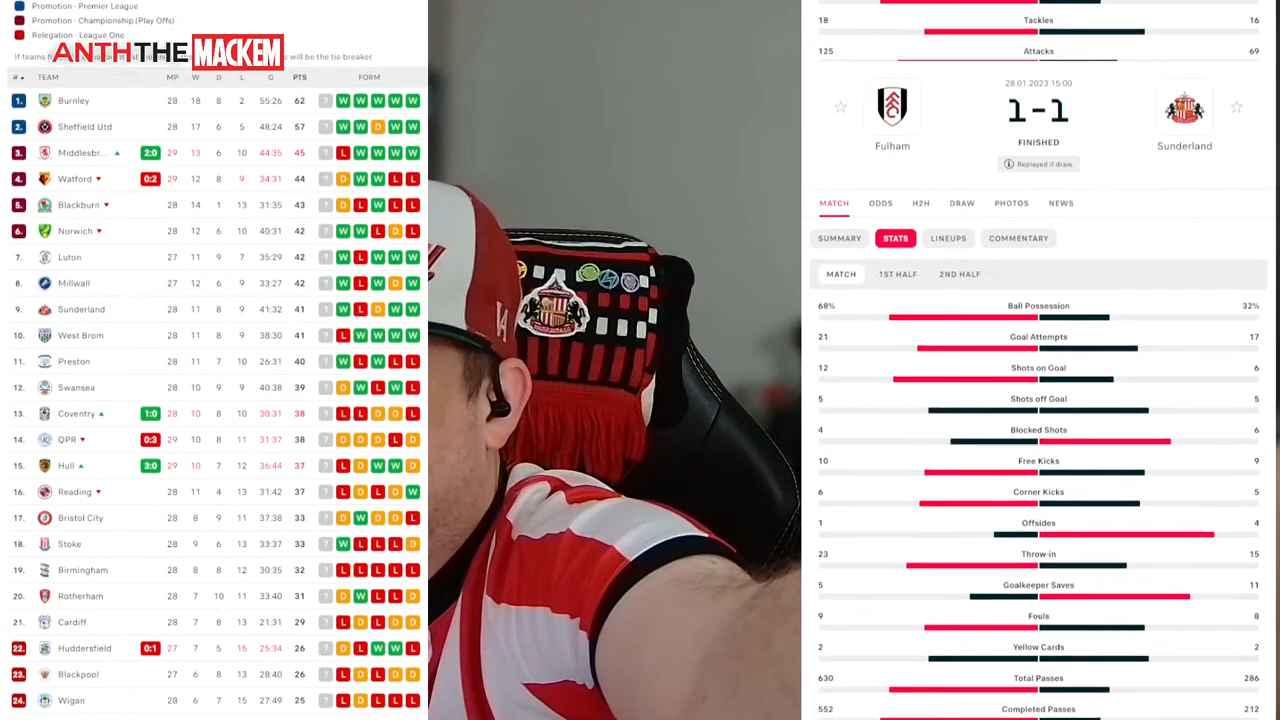 Promotion - Premier League
Promotion - Championship (Play Offs)
Relegation - League One
ANTHTHEMACKEM
If teams fi
e will be the tie-breaker.
# TEAM MP W D L G PTS FORM
1. Burnley 28 18 8 2 55:26 62 ? W W W W W
2. Sheffield Utd 28 17 6 5 48:24 57 ? W W D W W
3. Middlesbr... 2:0 29 13 6 10 44:35 45 ? L W W W W
4. Watford 0:2 29 12 8 9 34:31 44 ? D W W L L
5. Blackburn 28 14 1 13 31:35 43 ? D L W L L
6. Norwich 28 12 6 10 40:31 42 ? W W L D L
7. Luton 27 11 9 7 35:29 42 ? W L W W W
8. Millwall 27 12 6 9 33:27 42 ? W L W D W
9. Sunderland 28 11 8 9 41:32 41 ? W L D W W
10. West Brom 28 11 8 9 38:30 41 ? L W W W W
11. Preston 28 11 7 10 26:31 40 ? W L W L L
12. Swansea 28 10 9 9 40:38 39 ? D W L W L
13. Coventry 1:0 28 10 8 10 30:31 38 ? L L D D L
14. QPR 0:3 29 10 8 11 31:37 38 ? D D D L D
15. Hull 3:0 29 10 7 12 36:44 37 ? L D W W D
16. Reading 28 11 4 13 31:42 37 ? L D L D W
17. Bristol City 28 8 9 11 37:38 33 ? D W D D L
18. Stoke 28 9 6 13 33:37 33 ? W L L L D
19. Birmingham 28 8 8 12 30:35 32 ? L L L L L
20. Rotherham 28 7 10 11 33:40 31 ? D W L L D
21. Cardiff 28 7 8 13 21:31 29 ? L D L D D
22. Huddersfield 0:1 27 7 5 15 25:34 26 ? D L W W L
23. Blackpool 27 6 8 13 28:40 26 ? L D L D D
24. Wigan 28 6 7 15 27:49 25 ? L D L L L
18 Tackles 16
125 Attacks 69
28.01.2023 15:00
1-1
FINISHED
Fulham
Sunderland
Replayed if draw.
MATCH ODDS H2H DRAW PHOTOS NEWS
SUMMARY STATS LINEUPS COMMENTARY
MATCH 1ST HALF 2ND HALF
68% Ball Possession 32%
21 Goal Attempts 17
12 Shots on Goal 6
5 Shots off Goal 5
4 Blocked Shots 6
10 Free Kicks 9
6 Corner Kicks 5
1 Offsides 4
23 Throw-in 15
5 Goalkeeper Saves 11
9 Fouls 8
2 Yellow Cards 2
630 Total Passes 286
552 Completed Passes 212